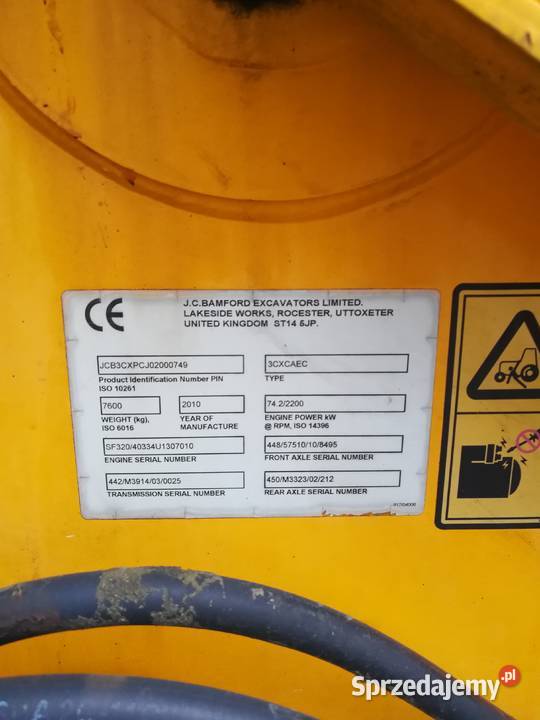 CE
J.C.BAMFORD EXCAVATORS LIMITED.
LAKESIDE WORKS, ROCESTER, UTTOXETER
UNITED KINGDOM ST14 5JP.
JCB3CXPCJ02000749
3CXCAEC
Product Identification Number PIN
ISO 10261
TYPE
7600
2010
74.2/2200
WEIGHT (kg),
ISO 6016
YEAR OF
MANUFACTURE
ENGINE POWER kW
@ RPM, ISO 14396
SF320/40334U1307010
448/57510/10/8495
ENGINE SERIAL NUMBER
FRONT AXLE SERIAL NUMBER
442/M3914/03/0025
450/M3323/02/212
TRANSMISSION SERIAL NUMBER
REAR AXLE SERIAL NUMBER
Sprzedajemy.pl